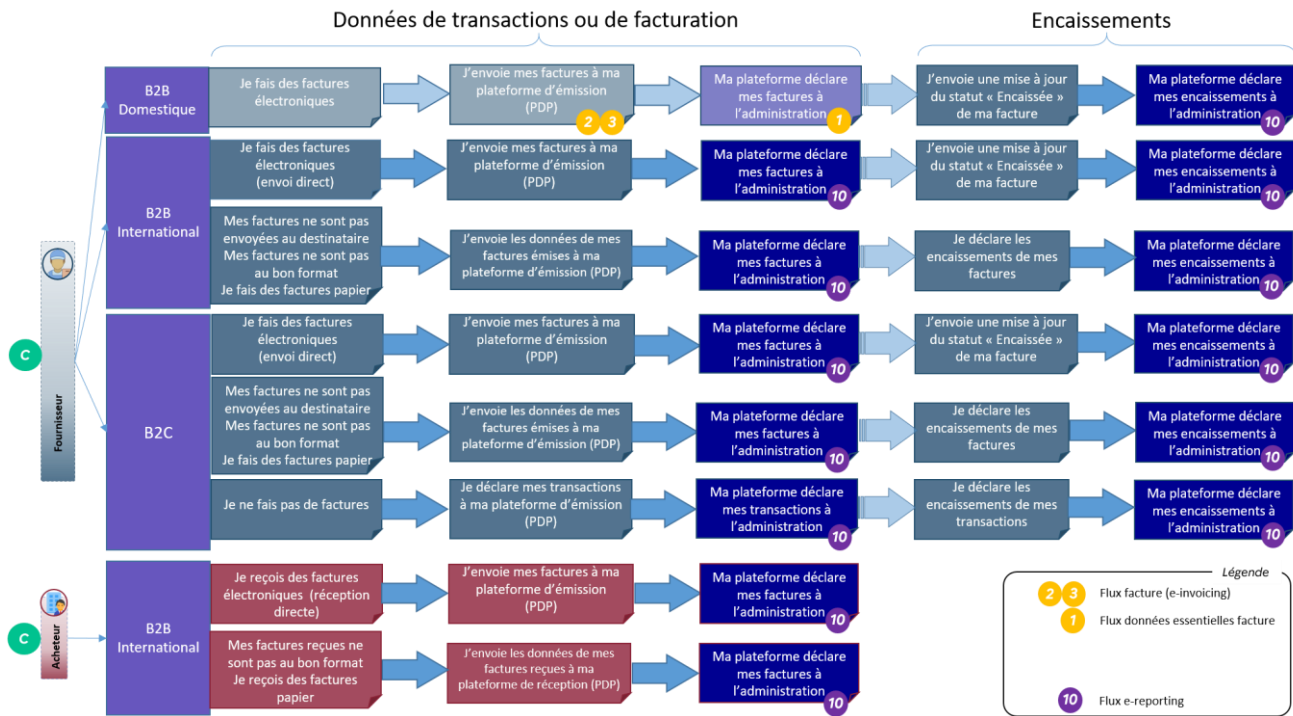 Données de transactions ou de facturation
Encaissements
B2B
Domestique
Je fais des factures
électroniques
J’envoie mes factures à ma
plateforme d’émission
(PDP)
2 3
Ma plateforme déclare
mes factures à
l’administration
1
J’envoie une mise à jour
du statut « Encaissée »
de ma facture
Ma plateforme déclare
mes encaissements à
l’administration
10
B2B
International
Je fais des factures
électroniques
(envoi direct)
J’envoie mes factures à ma
plateforme d’émission
(PDP)
Ma plateforme déclare
mes factures à
l’administration
10
J’envoie une mise à jour
du statut « Encaissée »
de ma facture
Ma plateforme déclare
mes encaissements à
l’administration
10
Mes factures ne sont pas
envoyées au destinataire
Mes factures ne sont pas
au bon format
Je fais des factures papier
J’envoie les données de mes
factures émises à ma
plateforme d’émission (PDP)
Ma plateforme déclare
mes factures à
l’administration
10
Je déclare les
encaissements de mes
factures
Ma plateforme déclare
mes encaissements à
l’administration
10
C
Fournisseur
B2C
Je fais des factures
électroniques
(envoi direct)
J’envoie mes factures à ma
plateforme d’émission
(PDP)
Ma plateforme déclare
mes factures à
l’administration
10
J’envoie une mise à jour
du statut « Encaissée »
de ma facture
Ma plateforme déclare
mes encaissements à
l’administration
10
Mes factures ne sont pas
envoyées au destinataire
Mes factures ne sont pas
au bon format
Je fais des factures papier
J’envoie les données de mes
factures émises à ma
plateforme d’émission (PDP)
Ma plateforme déclare
mes factures à
l’administration
10
Je déclare les
encaissements de mes
factures
Ma plateforme déclare
mes encaissements à
l’administration
10
Je ne fais pas de factures
Je déclare mes transactions
à ma plateforme d’émission
(PDP)
Ma plateforme déclare
mes transactions à
l’administration
10
Je déclare les
encaissements de mes
transactions
Ma plateforme déclare
mes encaissements à
l’administration
10
C
Acheteur
B2B
International
Je reçois des factures
électroniques (réception
directe)
J’envoie mes factures à ma
plateforme d’émission
(PDP)
Ma plateforme déclare
mes factures à
l’administration
10
Mes factures reçues ne
sont pas au bon format
Je reçois des factures
papier
J’envoie les données de mes
factures reçues à ma
plateforme de réception (PDP)
Ma plateforme déclare
mes factures à
l’administration
10
Légende
2 3 Flux facture (e-invoicing)
1 Flux données essentielles facture
10 Flux e-reporting